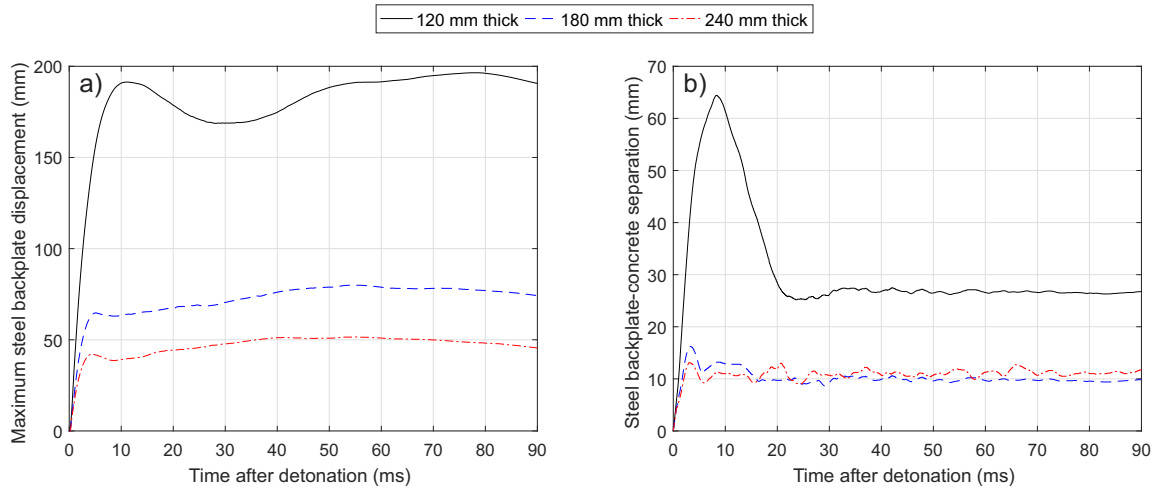 120 mm thick 180 mm thick 240 mm thick
a)
Maximum steel backplate displacement (mm)
200
150
100
50
0
0 10 20 30 40 50 60 70 80 90
Time after detonation (ms)
b)
Steel backplate-concrete separation (mm)
70
60
50
40
30
20
10
0
0 10 20 30 40 50 60 70 80 90
Time after detonation (ms)